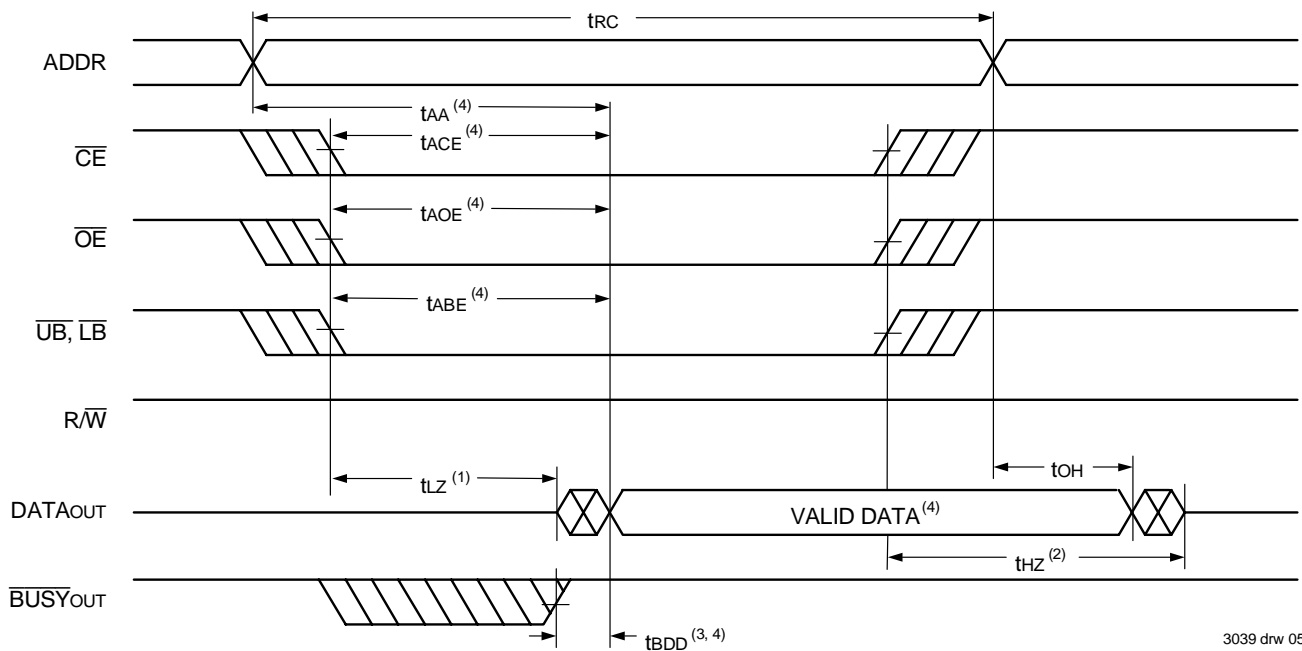 tRC
ADDR
tAA (4)
CE
tACE (4)
OE
tAOE (4)
UB, LB
tABE (4)
R/W
tLZ (1)
tOH
DATAOUT
VALID DATA(4)
tHZ (2)
BUSYOUT
tBDD (3, 4)
3039 drw 05